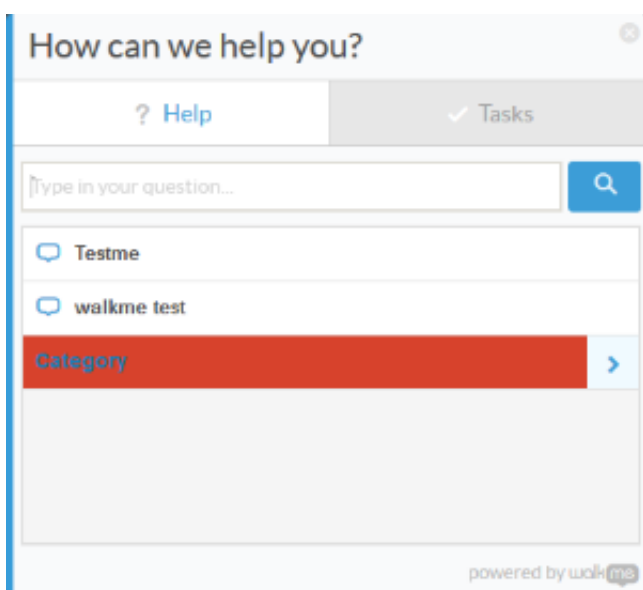 How can we help you?
? Help
Tasks
Type in your question...
Testme
walkme test
Category
powered by walkme